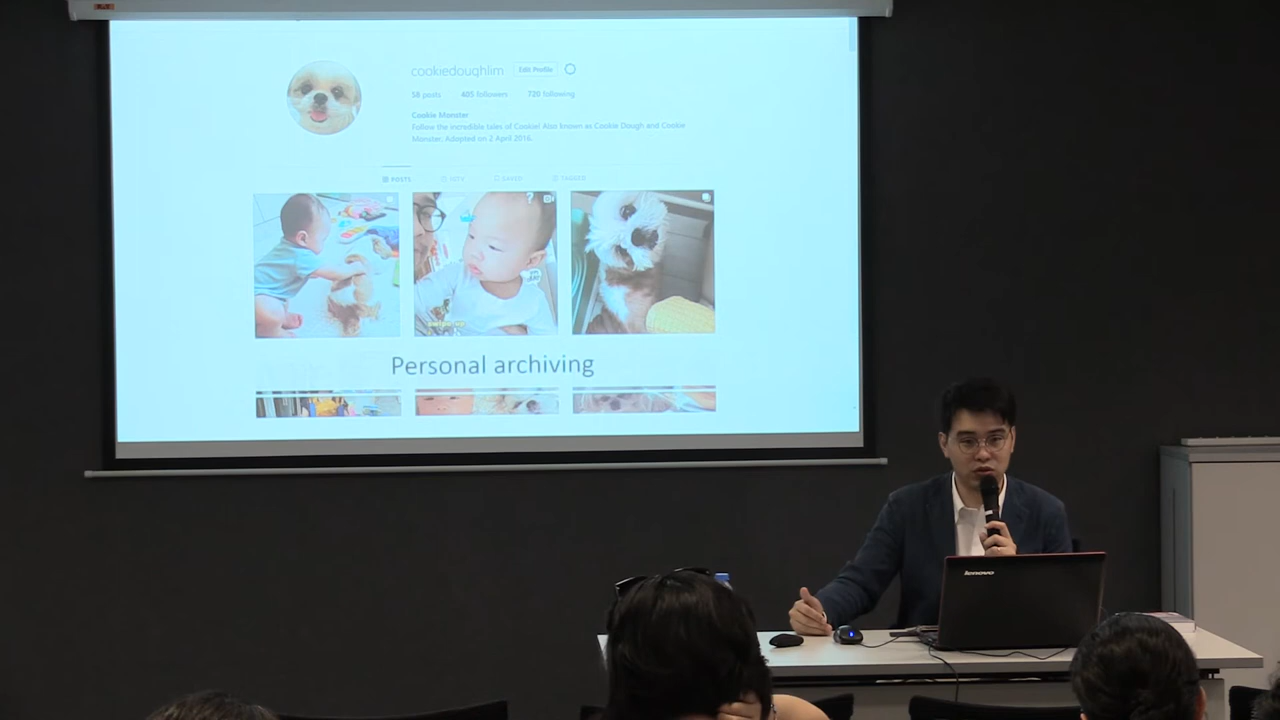 cookiedoughlim Edit Profile
58 posts 405 followers 720 following
Cookie Monster
Follow the incredible tales of Cookie! Also known as Cookie Dough and Cookie
Monster. Adopted on 2 April 2016.
POSTS IGTV SAVED TAGGED
?
Personal archiving
lenovo